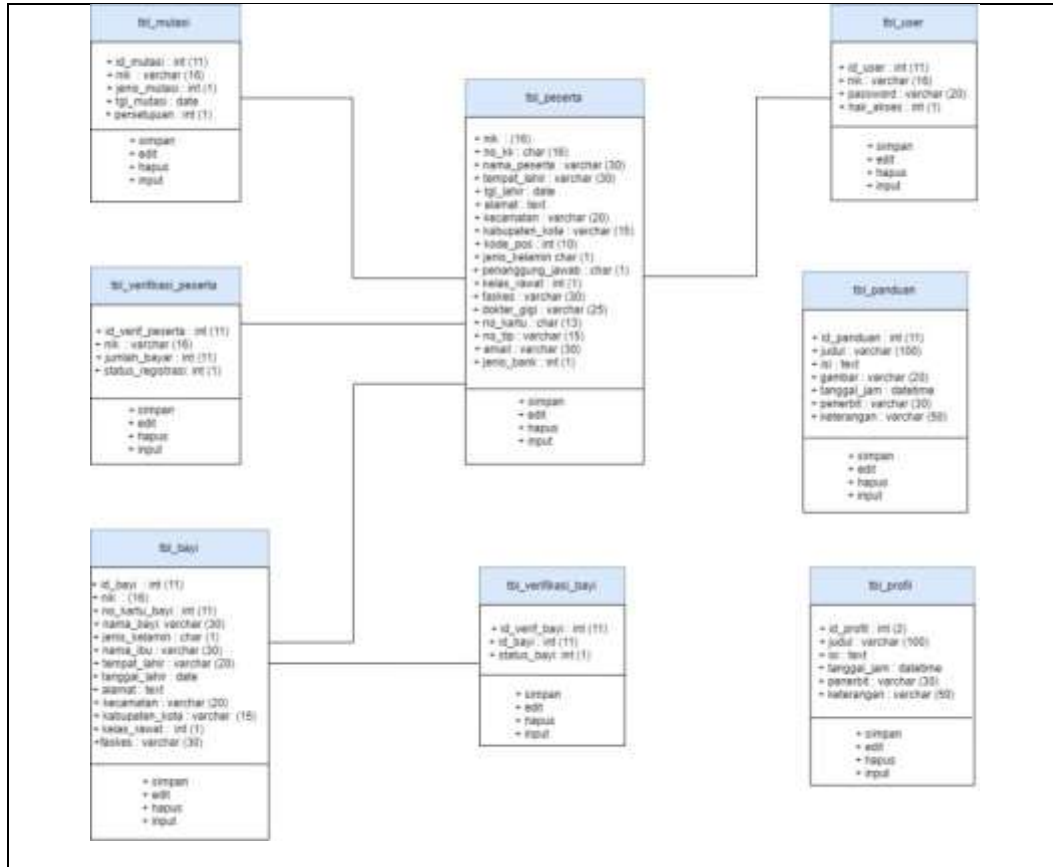 tbl_mutasi
+ id_mutasi : int (11)
+ nik : varchar (16)
+ jenis_mutasi : int (1)
+ tgl_mutasi : date
+ persetujuan : int (1)
+ simpan
+ edit
+ hapus
+ input
tbl_peserta
+ nik : (16)
+ no_kk : char (16)
+ nama_peserta : varchar (30)
+ tempat_lahir : varchar (30)
+ tgl_lahir : date
+ alamat : text
+ kecamatan : varchar (20)
+ kabupaten_kota : varchar (15)
+ kode_pos : int (10)
+ jenis_kelamin char (1)
+ penanggung_jawab : char (1)
+ kelas_rawat : int (1)
+ faskes : varchar (30)
+ dokter_gigi : varchar (25)
+ no_kartu : char (13)
+ no_tlp : varchar (15)
+ email : varchar (30)
+ jenis_bank : int (1)
+ simpan
+ edit
+ hapus
+ input
tbl_user
+ id_user : int (11)
+ nik : varchar (16)
+ password : varchar (20)
+ hak_akses : int (1)
+ simpan
+ edit
+ hapus
+ input
tbl_verifikasi_peserta
+ id_verif_peserta : int (11)
+ nik : varchar (16)
+ jumlah_bayar : int (11)
+ status_registrasi: int (1)
+ simpan
+ edit
+ hapus
+ input
tbl_panduan
+ id_panduan : int (11)
+ judul : varchar (100)
+ isi : text
+ gambar : varchar (20)
+ tanggal_jam : datetime
+ penerbit : varchar (30)
+ keterangan : varchar (50)
+ simpan
+ edit
+ hapus
+ input
tbl_bayi
+ id_bayi : int (11)
+ nik : (16)
+ no_kartu_bayi : int (11)
+ nama_bayi: varchar (30)
+ jenis_kelamin : char (1)
+ nama_ibu : varchar (30)
+ tempat_lahir : varchar (20)
+ tanggal_lahir : date
+ alamat : text
+ kecamatan : varchar (20)
+ kabupaten_kota : varchar (15)
+ kelas_rawat : int (1)
+faskes : varchar (30)
+ simpan
+ edit
+ hapus
+ input
tbl_verifikasi_bayi
+ id_verif_bayi : int (11)
+ id_bayi : int (11)
+ status_bayi: int (1)
+ simpan
+ edit
+ hapus
+ input
tbl_profil
+ id_profil : int (2)
+ judul : varchar (100)
+ isi : text
+ tanggal_jam : datetime
+ penerbit : varchar (30)
+ keterangan : varchar (50)
+ simpan
+ edit
+ hapus
+ input